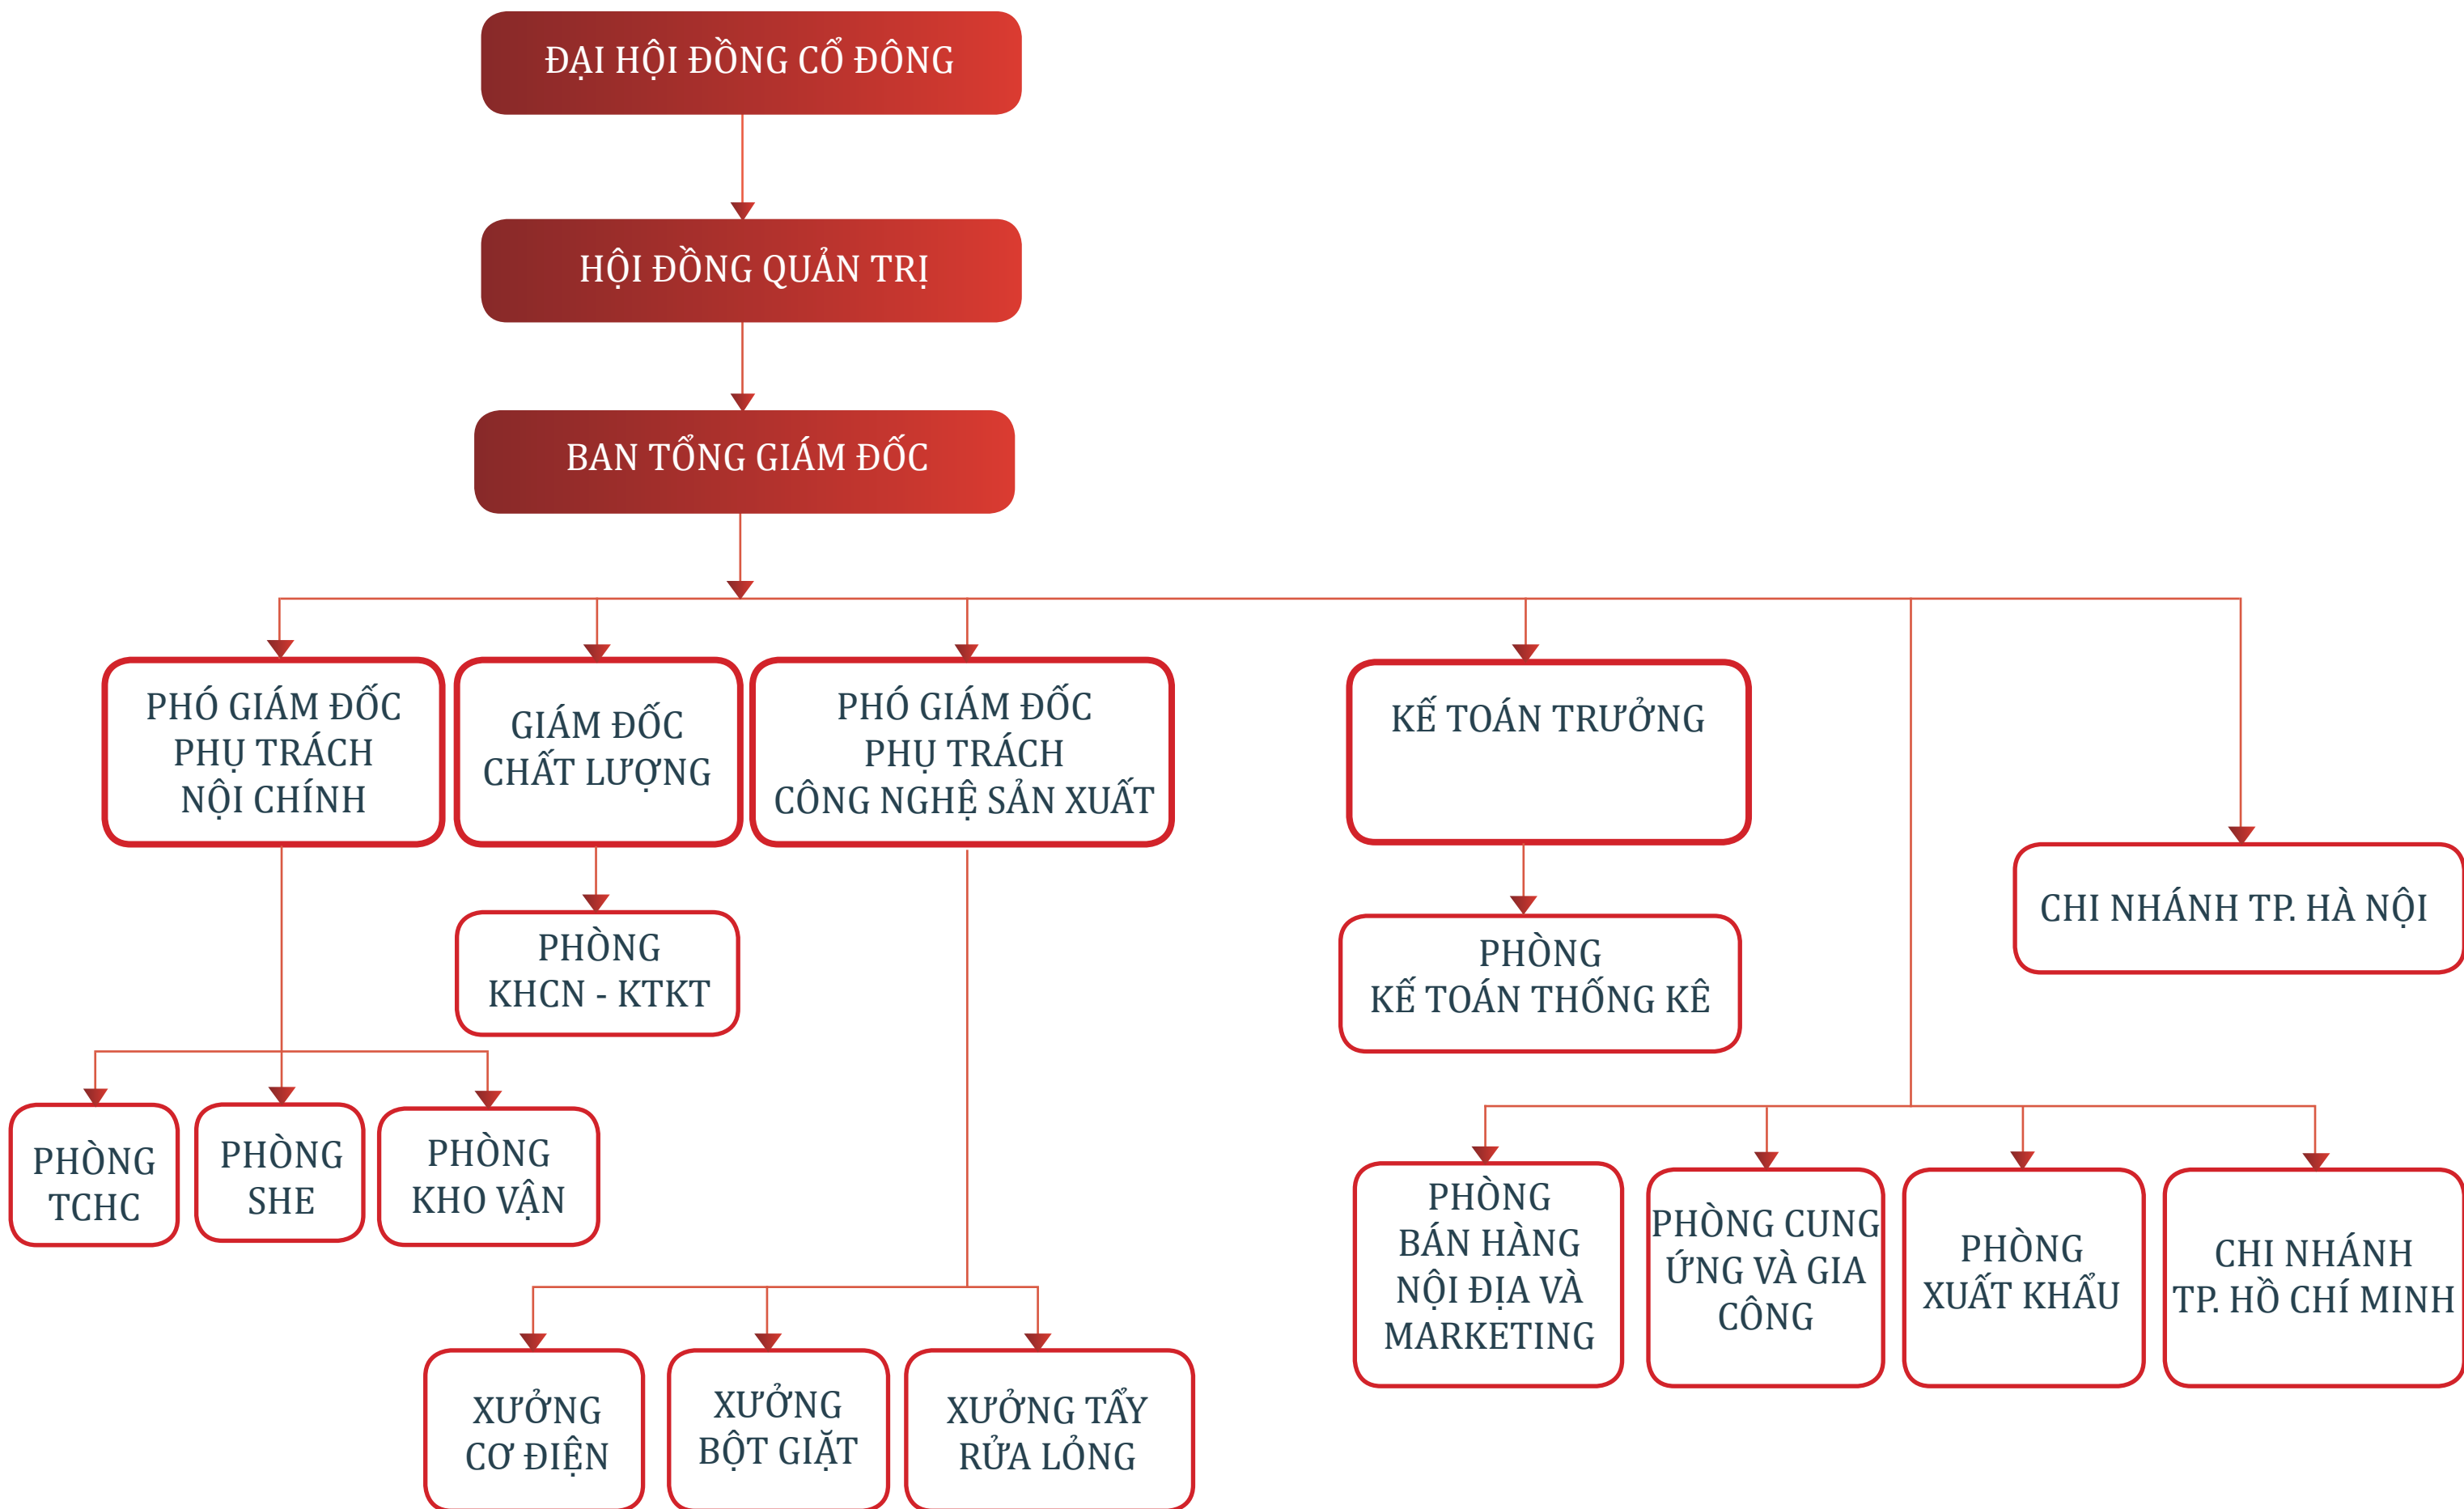 ĐẠI HỘI ĐỒNG CỔ ĐÔNG
HỘI ĐỒNG QUẢN TRỊ
BAN TỔNG GIÁM ĐỐC
PHÓ GIÁM ĐỐC
PHỤ TRÁCH
NỘI CHÍNH
GIÁM ĐỐC
CHẤT LƯỢNG
PHÓ GIÁM ĐỐC
PHỤ TRÁCH
CÔNG NGHỆ SẢN XUẤT
KẾ TOÁN TRƯỞNG
CHI NHÁNH TP. HÀ NỘI
PHÒNG
KHCN - KTKT
PHÒNG
KẾ TOÁN THỐNG KÊ
PHÒNG
TCHC
PHÒNG
SHE
PHÒNG
KHO VẬN
PHÒNG
BÁN HÀNG
NỘI ĐỊA VÀ
MARKETING
PHÒNG CUNG
ỨNG VÀ GIA
CÔNG
PHÒNG
XUẤT KHẨU
CHI NHÁNH
TP. HỒ CHÍ MINH
XƯỞNG
CƠ ĐIỆN
XƯỞNG
BỘT GIẶT
XƯỞNG TẨY
RỬA LỎNG